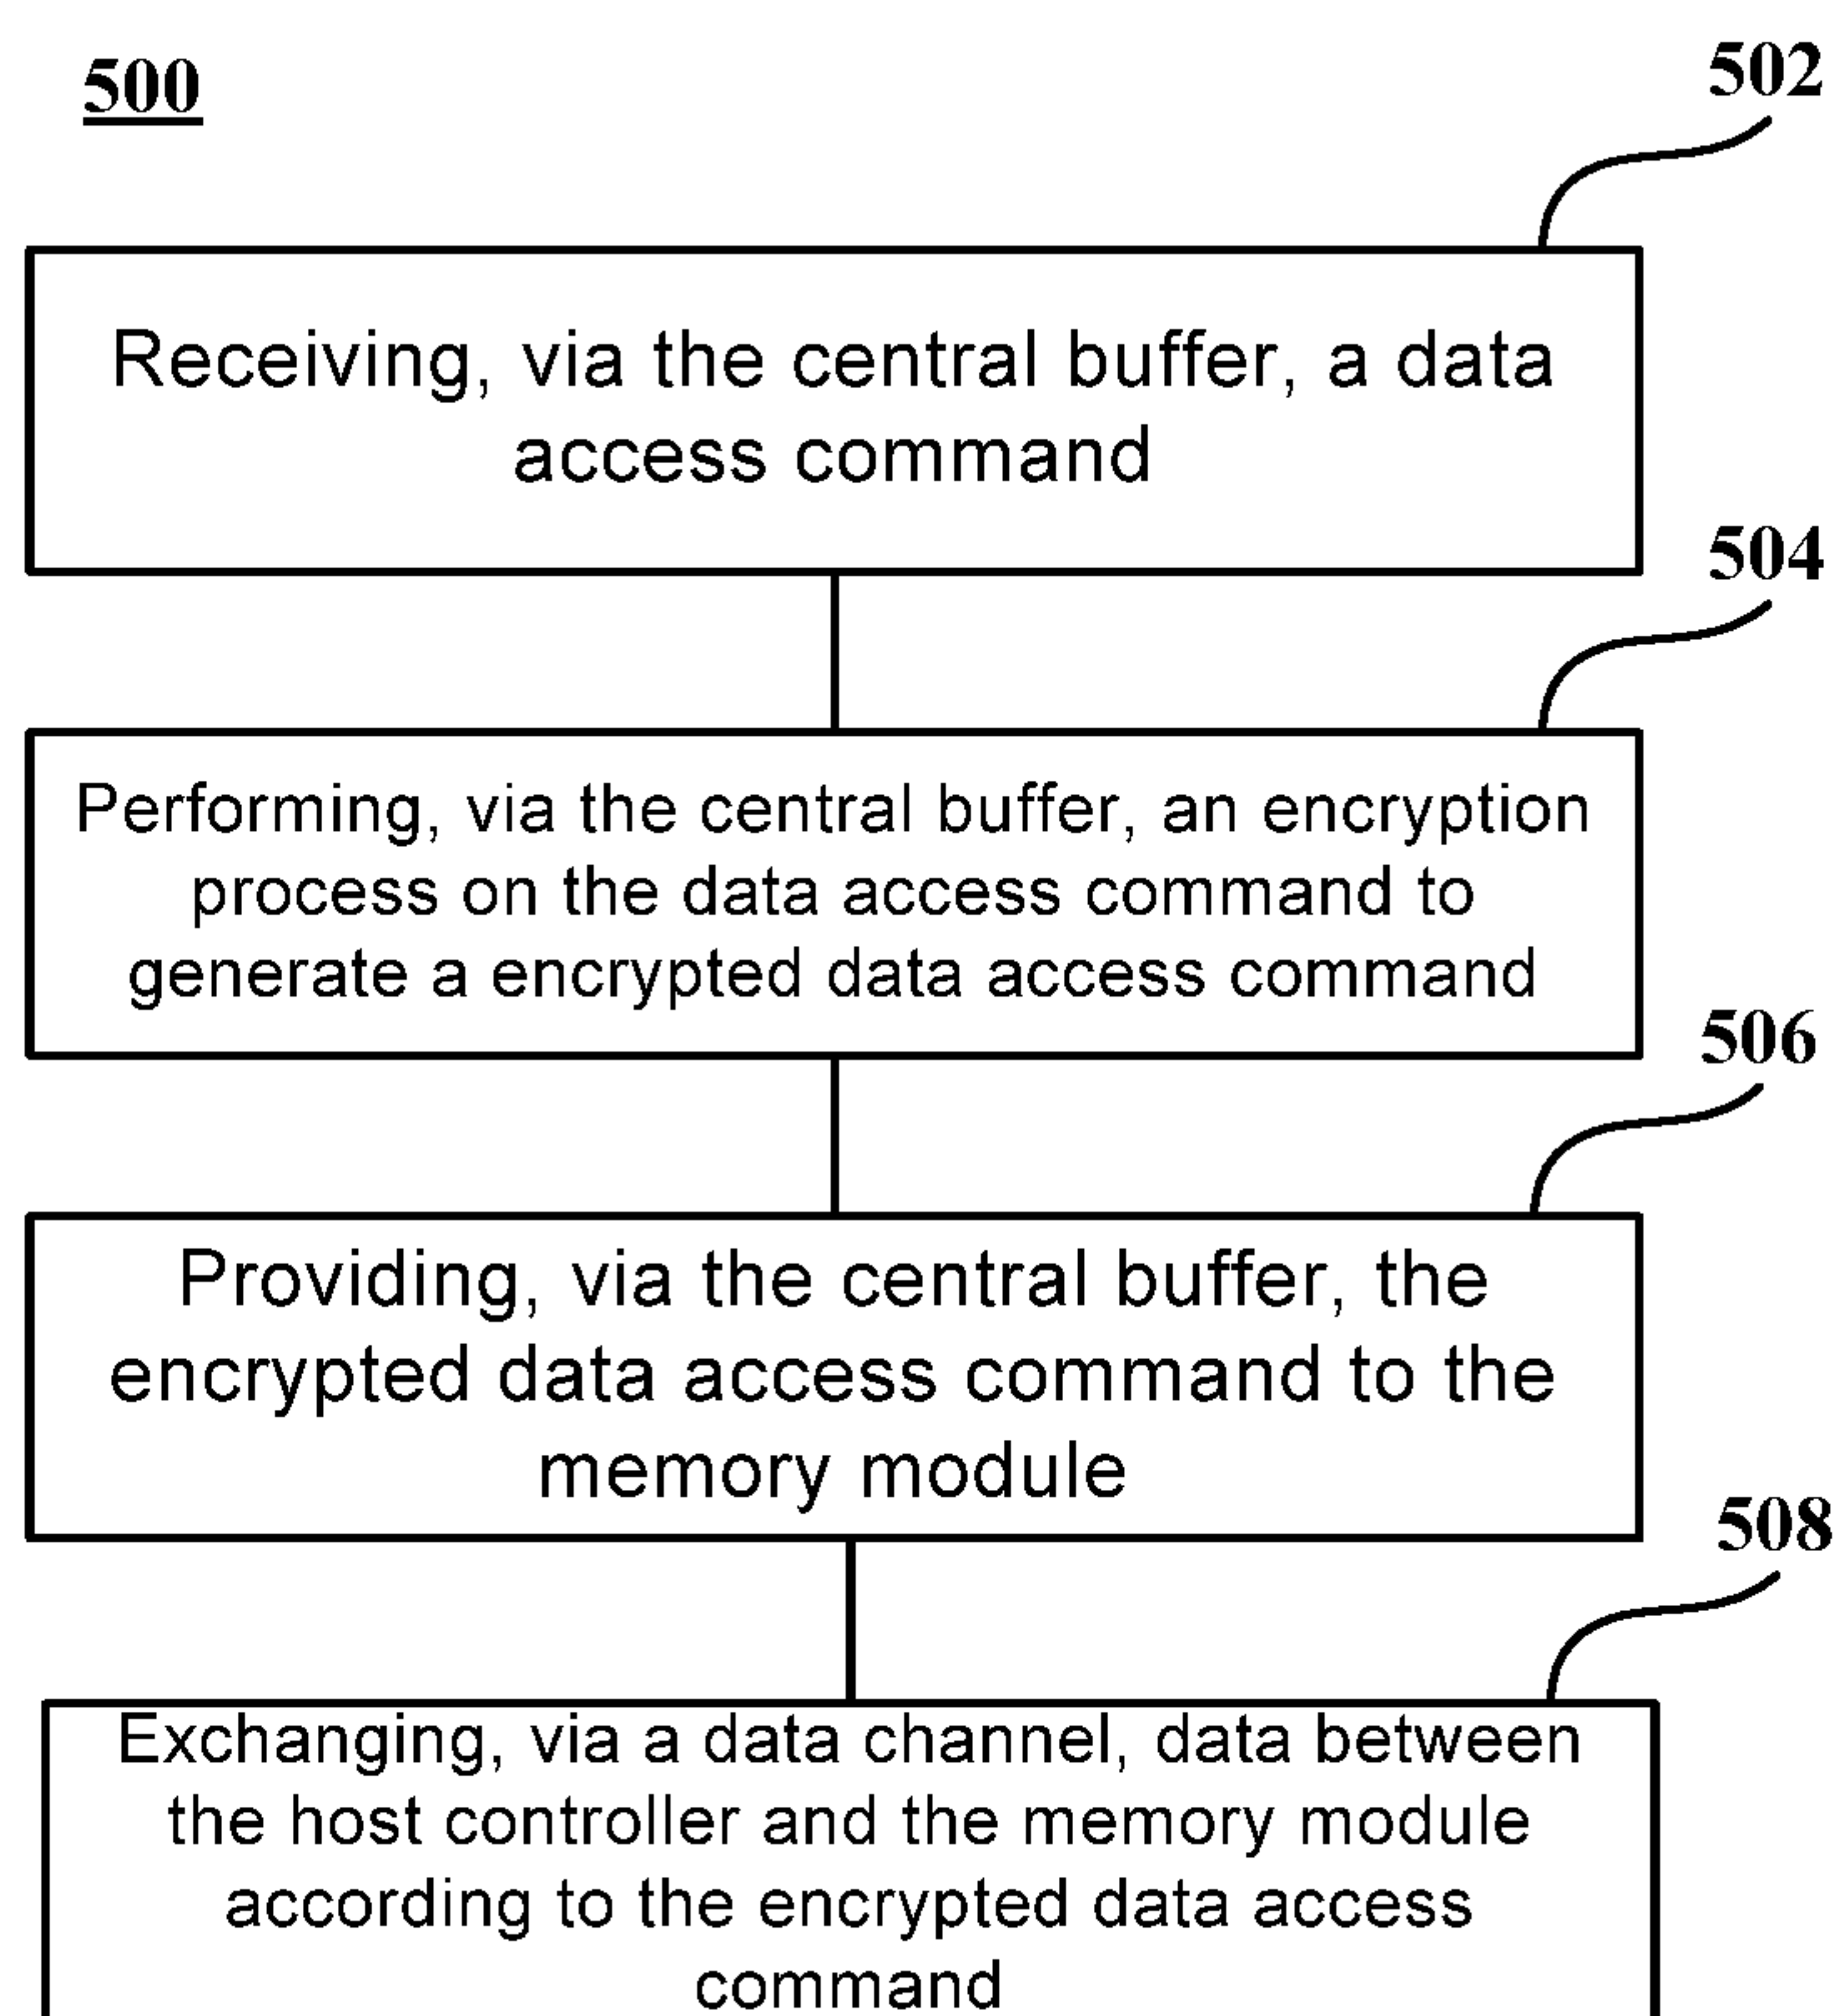 500
502
Receiving, via the central buffer, a data
access command
504
Performing, via the central buffer, an encryption
process on the data access command to
generate a encrypted data access command
506
Providing, via the central buffer, the
encrypted data access command to the
memory module
508
Exchanging, via a data channel, data between
the host controller and the memory module
according to the encrypted data access
command